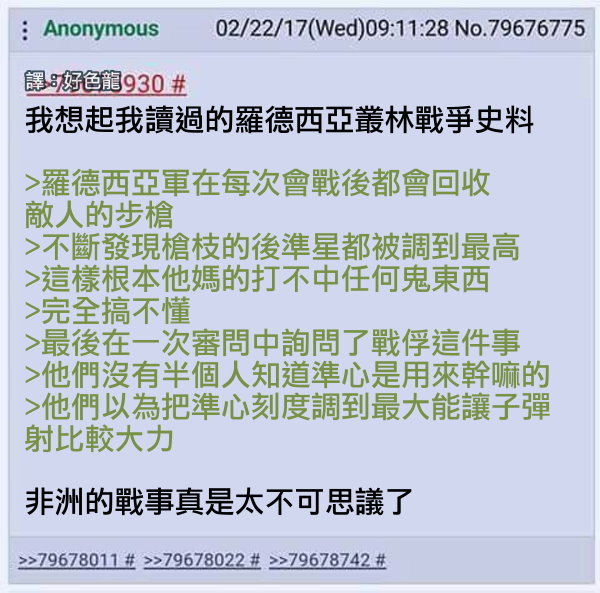 Anonymous 02/22/17(Wed)09:11:28 No.79676775
譯：好色龍
930 #
我想起我讀過的羅德西亞叢林戰爭史料
>羅德西亞軍在每次會戰後都會回收
敵人的步槍
>不斷發現槍枝的後準星都被調到最高
>這樣根本他媽的打不中任何鬼東西
>完全搞不懂
>最後在一次審問中詢問了戰俘這件事
>他們沒有半個人知道準心是用來幹嘛的
>他們以為把準心刻度調到最大能讓子彈
射比較大力
非洲的戰事真是太不可思議了
>>79678011 # >>79678022 # >>79678742 #